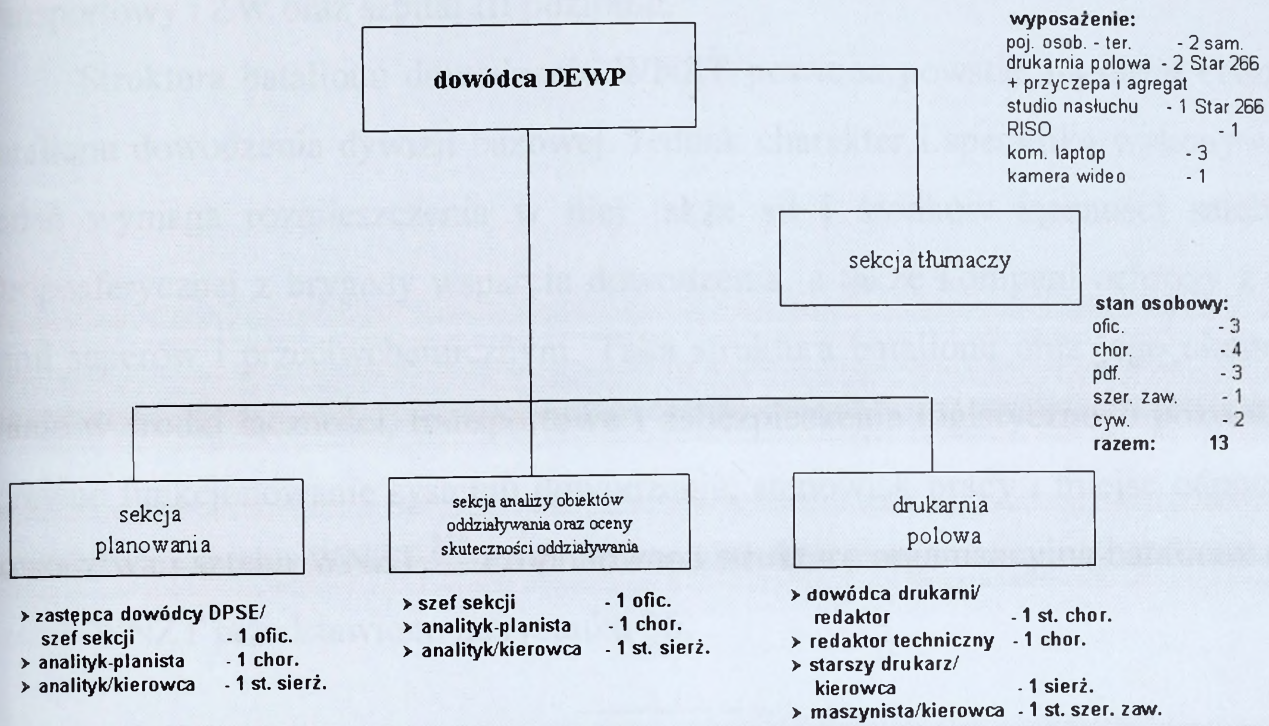 dowódca DEWP
wyposażenie:
poj. osob. - ter. - 2 sam.
drukarnia polowa - 2 Star 266
+ przyczepa i agregat
studio nasłuchu - 1 Star 266
RISO - 1
kom. laptop - 3
kamera wideo - 1
sekcja tłumaczy
stan osobowy:
ofic. - 3
chor. - 4
pdf. - 3
szer. zaw. - 1
cyw. - 2
razem: 13
sekcja
planowania
> zastępca dowódcy DPSE/
szef sekcji - 1 ofic.
> analityk-planista - 1 chor.
> analityk/kierowca - 1 st. sierż.
sekcja analizy obiektów
oddziaływania oraz oceny
skuteczności oddziaływania
> szef sekcji - 1 ofic.
> analityk-planista - 1 chor.
> analityk/kierowca - 1 st. sierż.
drukarnia
polowa
> dowódca drukarni/
redaktor - 1 st. chor.
> redaktor techniczny - 1 chor.
> starszy drukarz/
kierowca - 1 sierż.
> maszynista/kierowca - 1 st. szer. zaw.